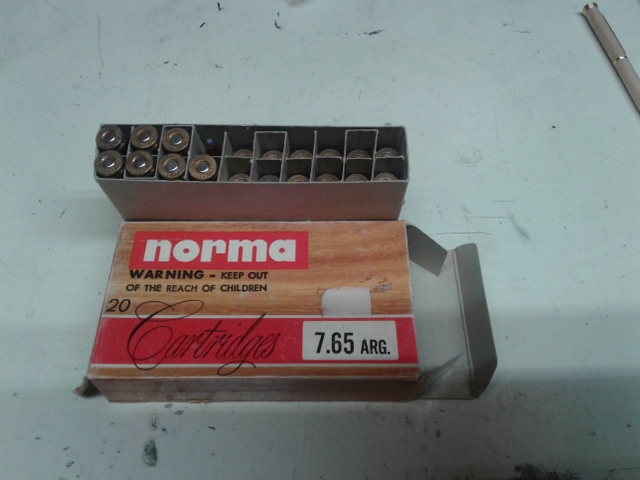 norma
WARNING - KEEP OUT
OF THE REACH OF CHILDREN
20
Cartridges
7.65 ARG.